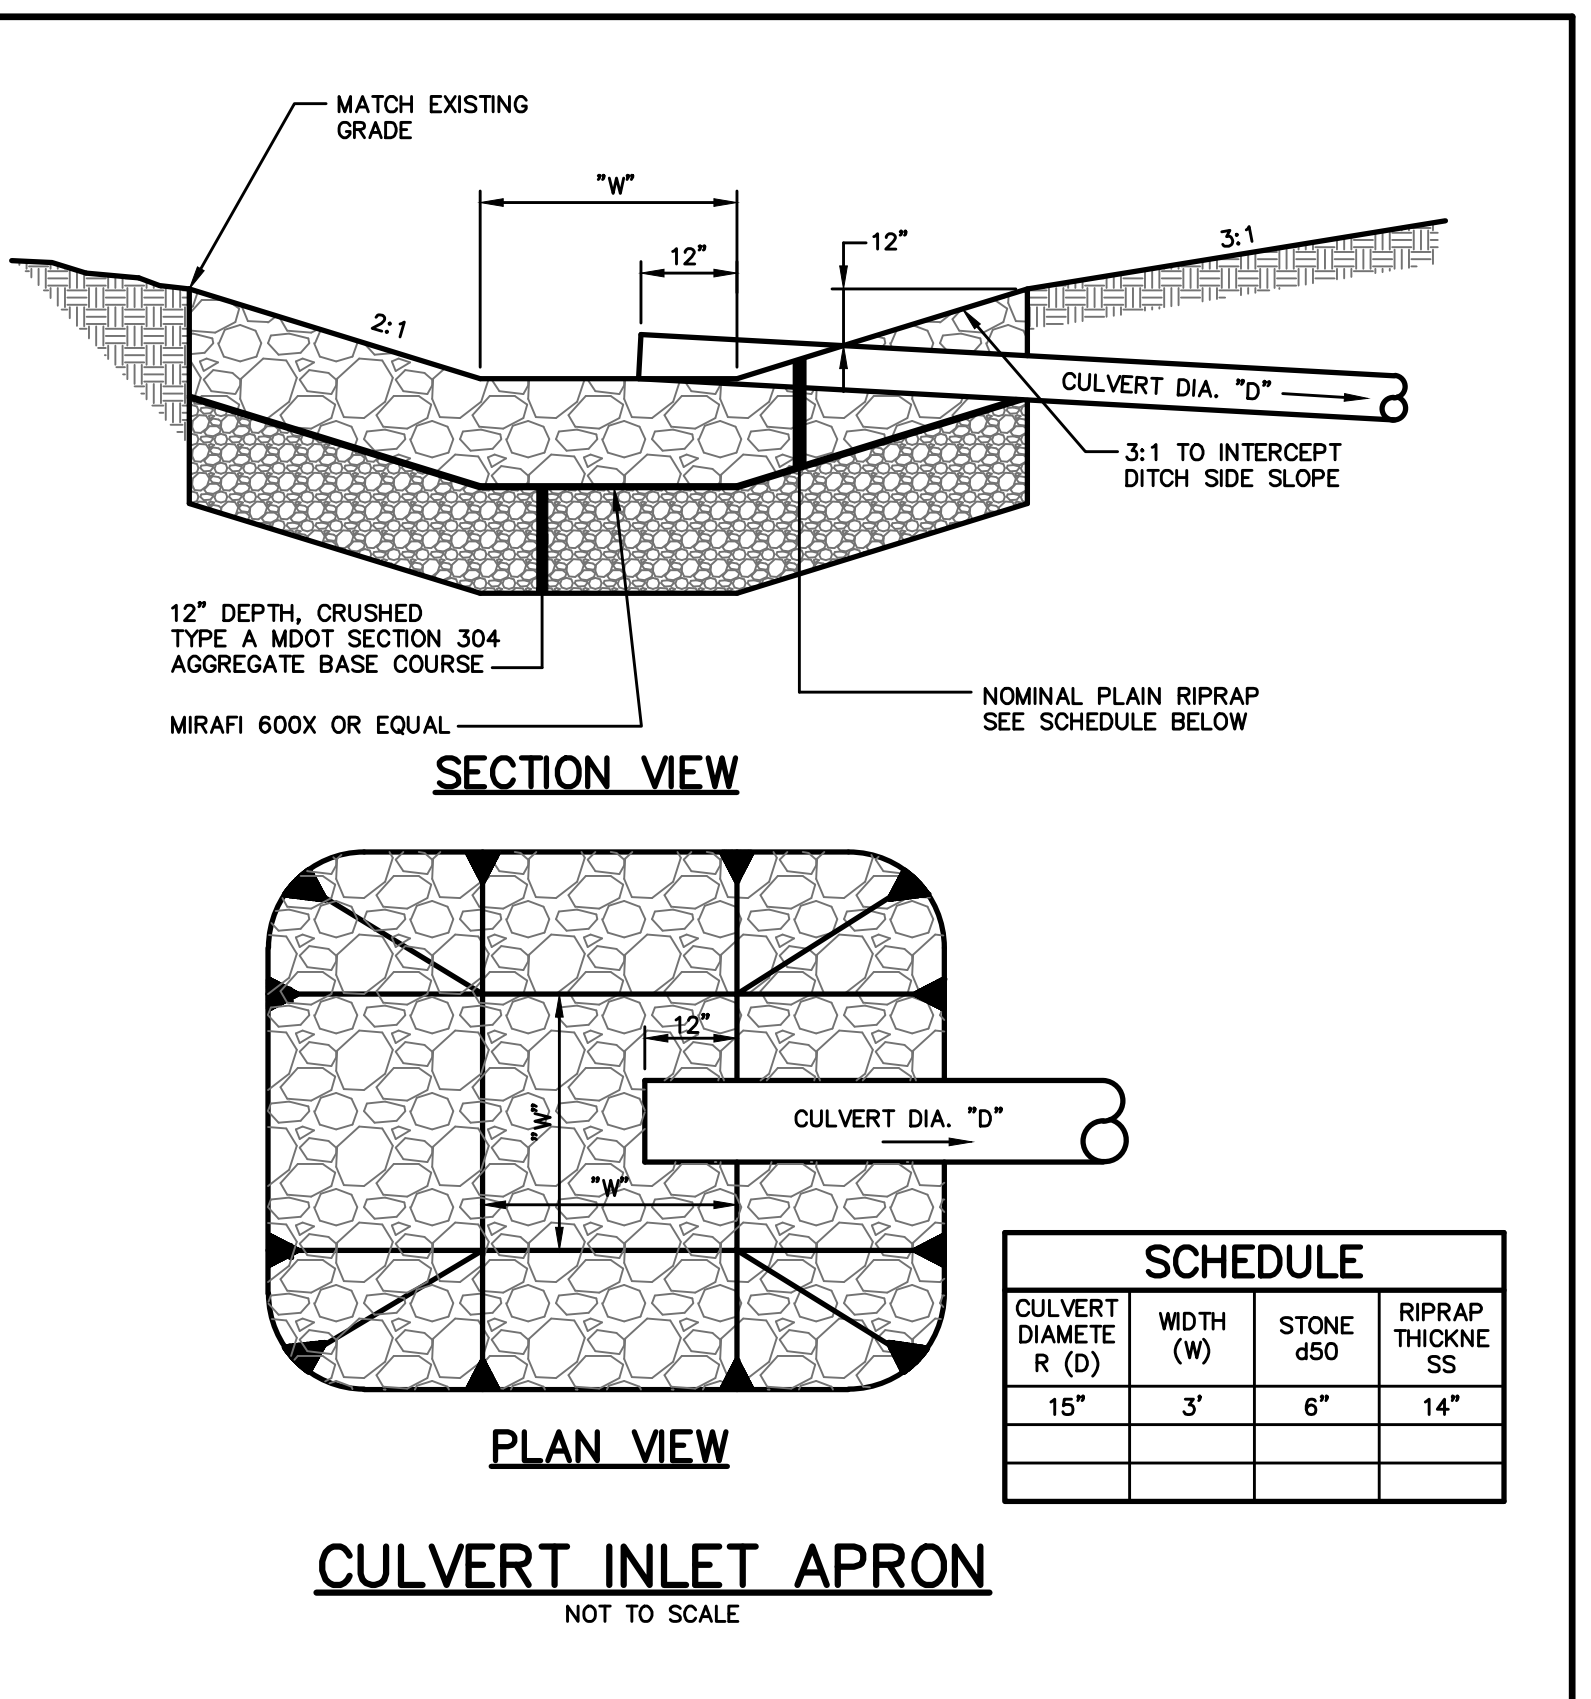 MATCH EXISTING
GRADE
"W"
12"
12"
3:1
2:1
CULVERT DIA. "D"
3:1 TO INTERCEPT
DITCH SIDE SLOPE
12" DEPTH, CRUSHED
TYPE A MDOT SECTION 304
AGGREGATE BASE COURSE
MIRAFI 600X OR EQUAL
NOMINAL PLAIN RIPRAP
SEE SCHEDULE BELOW
SECTION VIEW
12"
"W"
CULVERT DIA. "D"
"W"
PLAN VIEW
SCHEDULE
CULVERT
DIAMETE
R (D)
WIDTH
(W)
STONE
d50
RIPRAP
THICKNE
SS
15"
3'
6"
14"
CULVERT INLET APRON
NOT TO SCALE